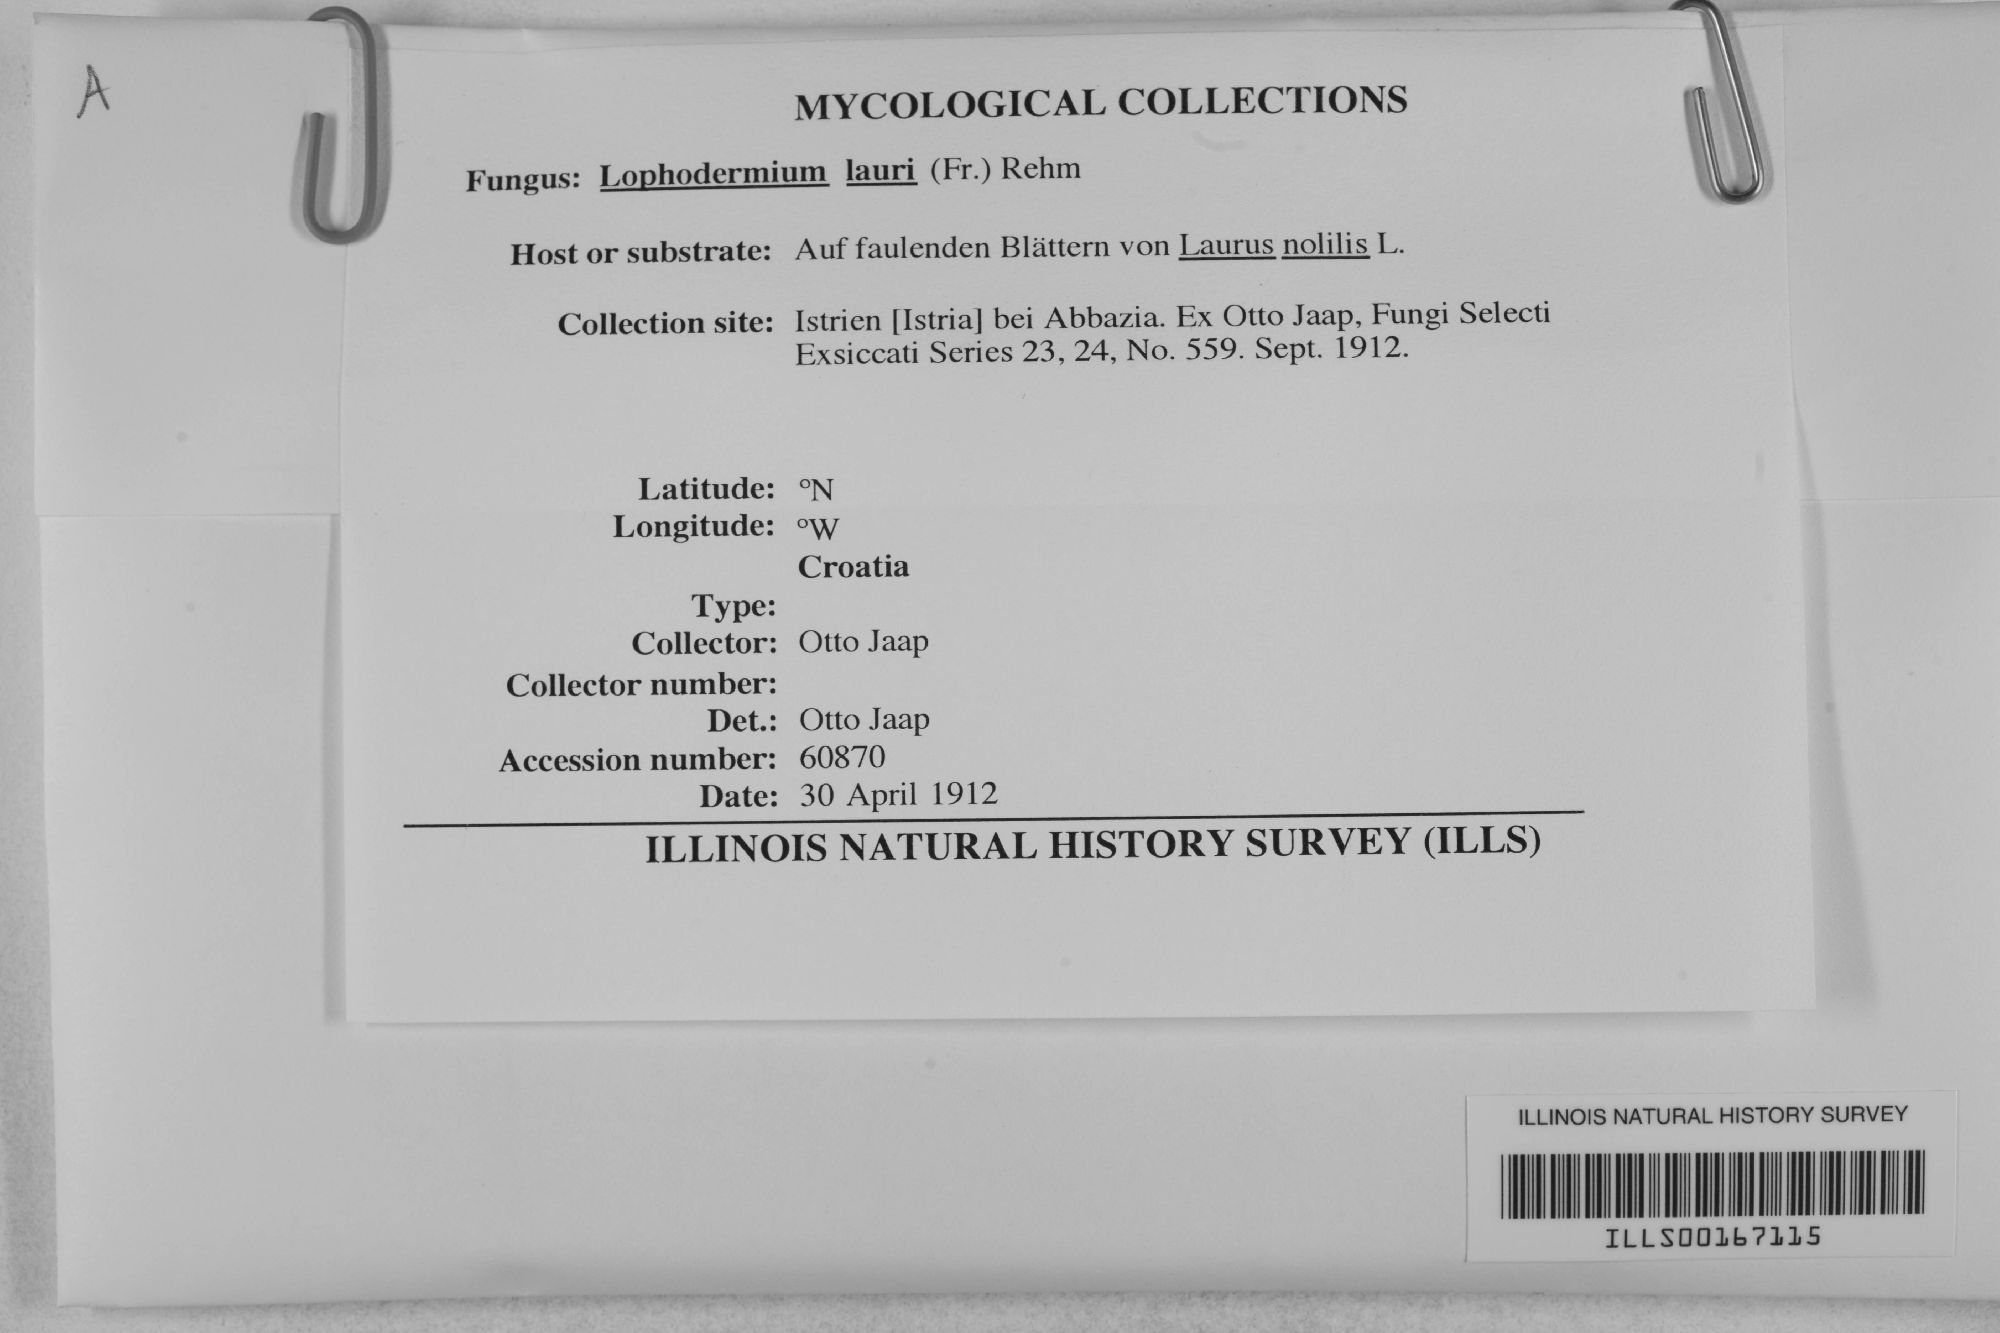 A
MYCOLOGICAL COLLECTIONS
Fungus: Lophodermium lauri (Fr.) Rehm
Host or substrate: Auf faulenden Blättern von Laurus nolilis L.
Collection site: Istrien [Istria] bei Abbazia. Ex Otto Jaap, Fungi Selecti
Exsiccati Series 23, 24, No. 559. Sept. 1912.
Latitude: °N
Longitude: °W
Croatia
Type:
Collector: Otto Jaap
Collector number:
Det.: Otto Jaap
Accession number: 60870
Date: 30 April 1912
ILLINOIS NATURAL HISTORY SURVEY (ILLS)
ILLINOIS NATURAL HISTORY SURVEY
ILLS00167115